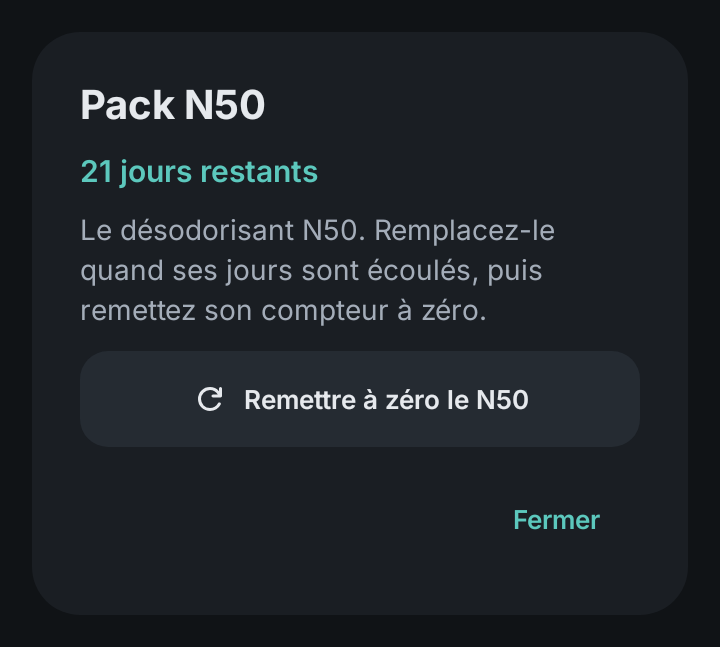 Pack N50
21 jours restants
Le désodorisant N50. Remplacez-le
quand ses jours sont écoulés, puis
remettez son compteur à zéro.
Remettre à zéro le N50
Fermer